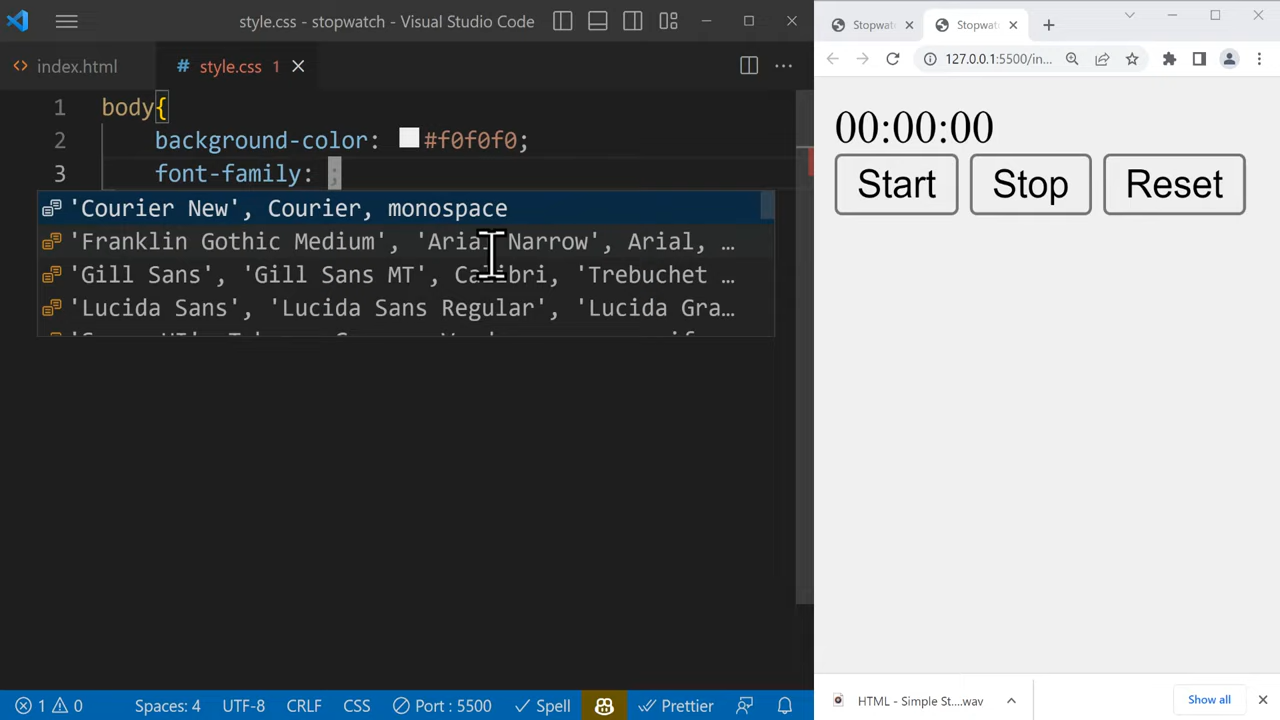 style.css - stopwatch - Visual Studio Code
index.html
# style.css 1
1 body{
2 background-color: #f0f0f0;
3 font-family: ;
'Courier New', Courier, monospace
'Franklin Gothic Medium', 'Arial Narrow', Arial, …
'Gill Sans', 'Gill Sans MT', Calibri, 'Trebuchet …
'Lucida Sans', 'Lucida Sans Regular', 'Lucida Gra…
1 0 Spaces: 4 UTF-8 CRLF CSS Port : 5500 Spell Prettier
Stopwat
Stopwat
127.0.0.1:5500/in...
00:00:00
Start Stop Reset
HTML - Simple St....wav
Show all